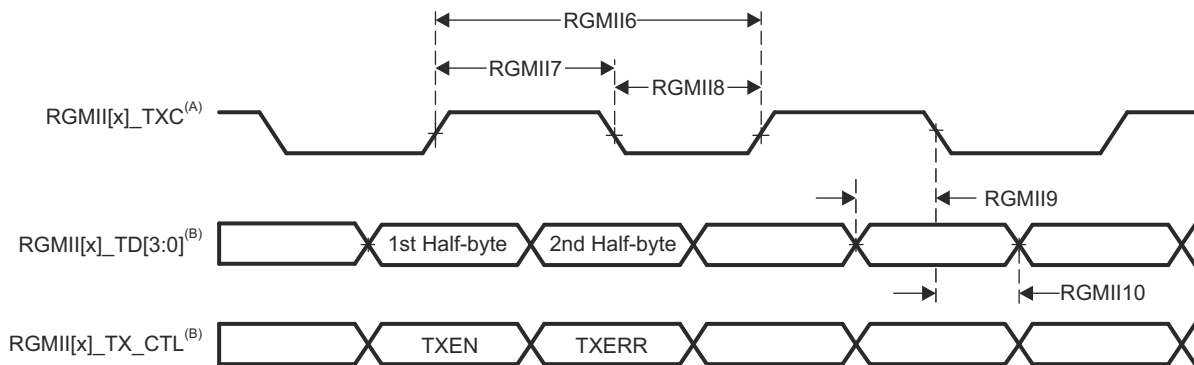 RGMII6
RGMII7
RGMII8
RGMII[x]_TXC(A)
RGMII9
RGMII[x]_TD[3:0](B)
1st Half-byte
2nd Half-byte
RGMII10
RGMII[x]_TX_CTL(B)
TXEN
TXERR